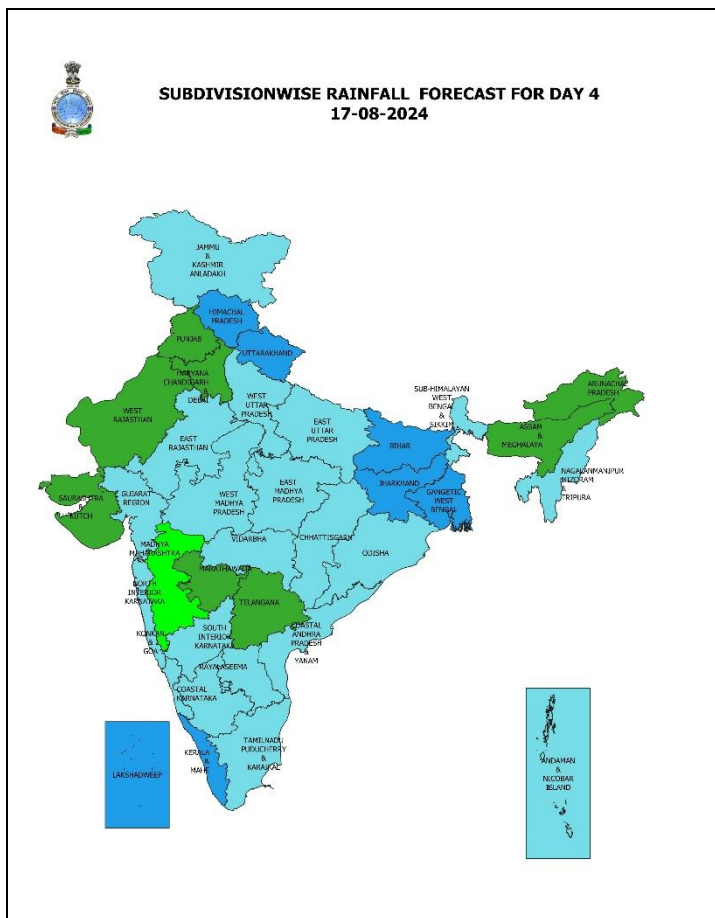 SUBDIVISIONWISE RAINFALL FORECAST FOR DAY 4
17-08-2024
JAMMU
&
KASHMIR
ANLADAKH
HIMACHAL
PRADESH
PUNJAB
UTTARAKHAND
HARYANA
CHANDIGARH
&
DELHI
WEST
RAJASTHAN
WEST
UTTAR
PRADESH
EAST
UTTAR
PRADESH
EAST
RAJASTHAN
SUB-HIMALAYAN
WEST
BENGAL
&
SIKKIM
ARUNACHAL
PRADESH
ASSAM
&
MEGHALAYA
NAGALANMANJPUR
MIZORAM
&
TRIPURA
BIHAR
JHARKHAND
GANGETIC
WEST
BENGAL
SAURASHTRA
&
KUTCH
GUJARAT
REGION
WEST
MADHYA
PRADESH
EAST
MADHYA
PRADESH
VIDARBHA
CHHATTISGARH
ODISHA
MADHYA
MAHARASHTRA
MARATHAWADA
TELANGANA
NORTH
INTERIOR
KARNATAKA
KONKAN
&
GOA
SOUTH
INTERIOR
KARNATAKA
COASTAL
ANDHRA
PRADESH
&
YANAM
RAYALASEEMA
COASTAL
KARNATAKA
KERALA
&
MAHE
TAMILNADU
PUDUCHERRY
&
KARAIKAL
LAKSHADWEEP
ANDAMAN
&
NICOBAR
ISLAND